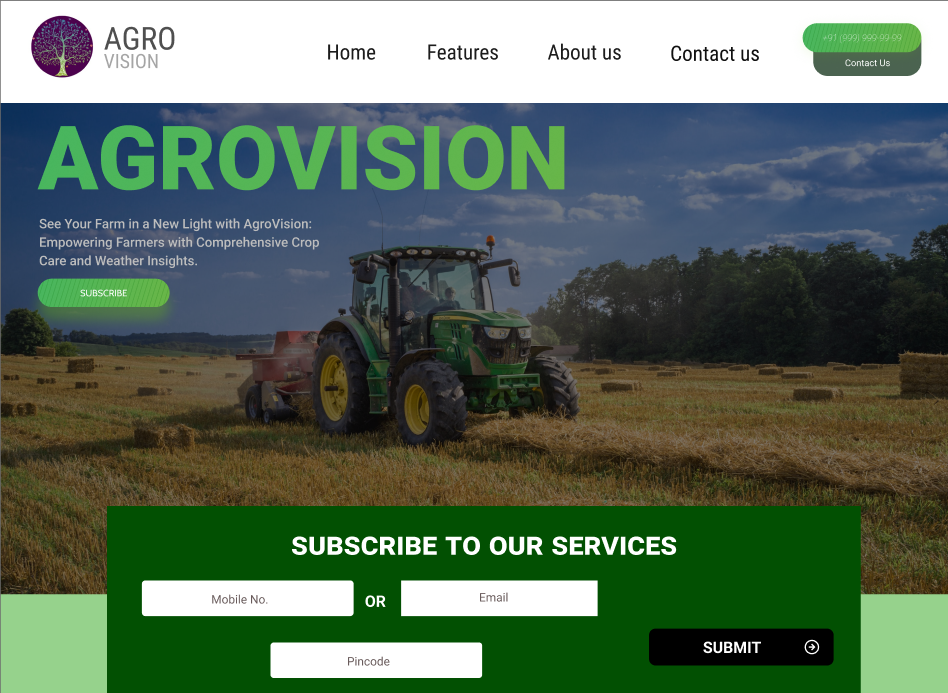 AGRO
VISION
Home
Features
About us
Contact us
+91 (999) 999-99-99
Contact Us
AGROVISION
See Your Farm in a New Light with AgroVision:
Empowering Farmers with Comprehensive Crop
Care and Weather Insights.
SUBSCRIBE
SUBSCRIBE TO OUR SERVICES
Mobile No.
OR
Email
Pincode
SUBMIT